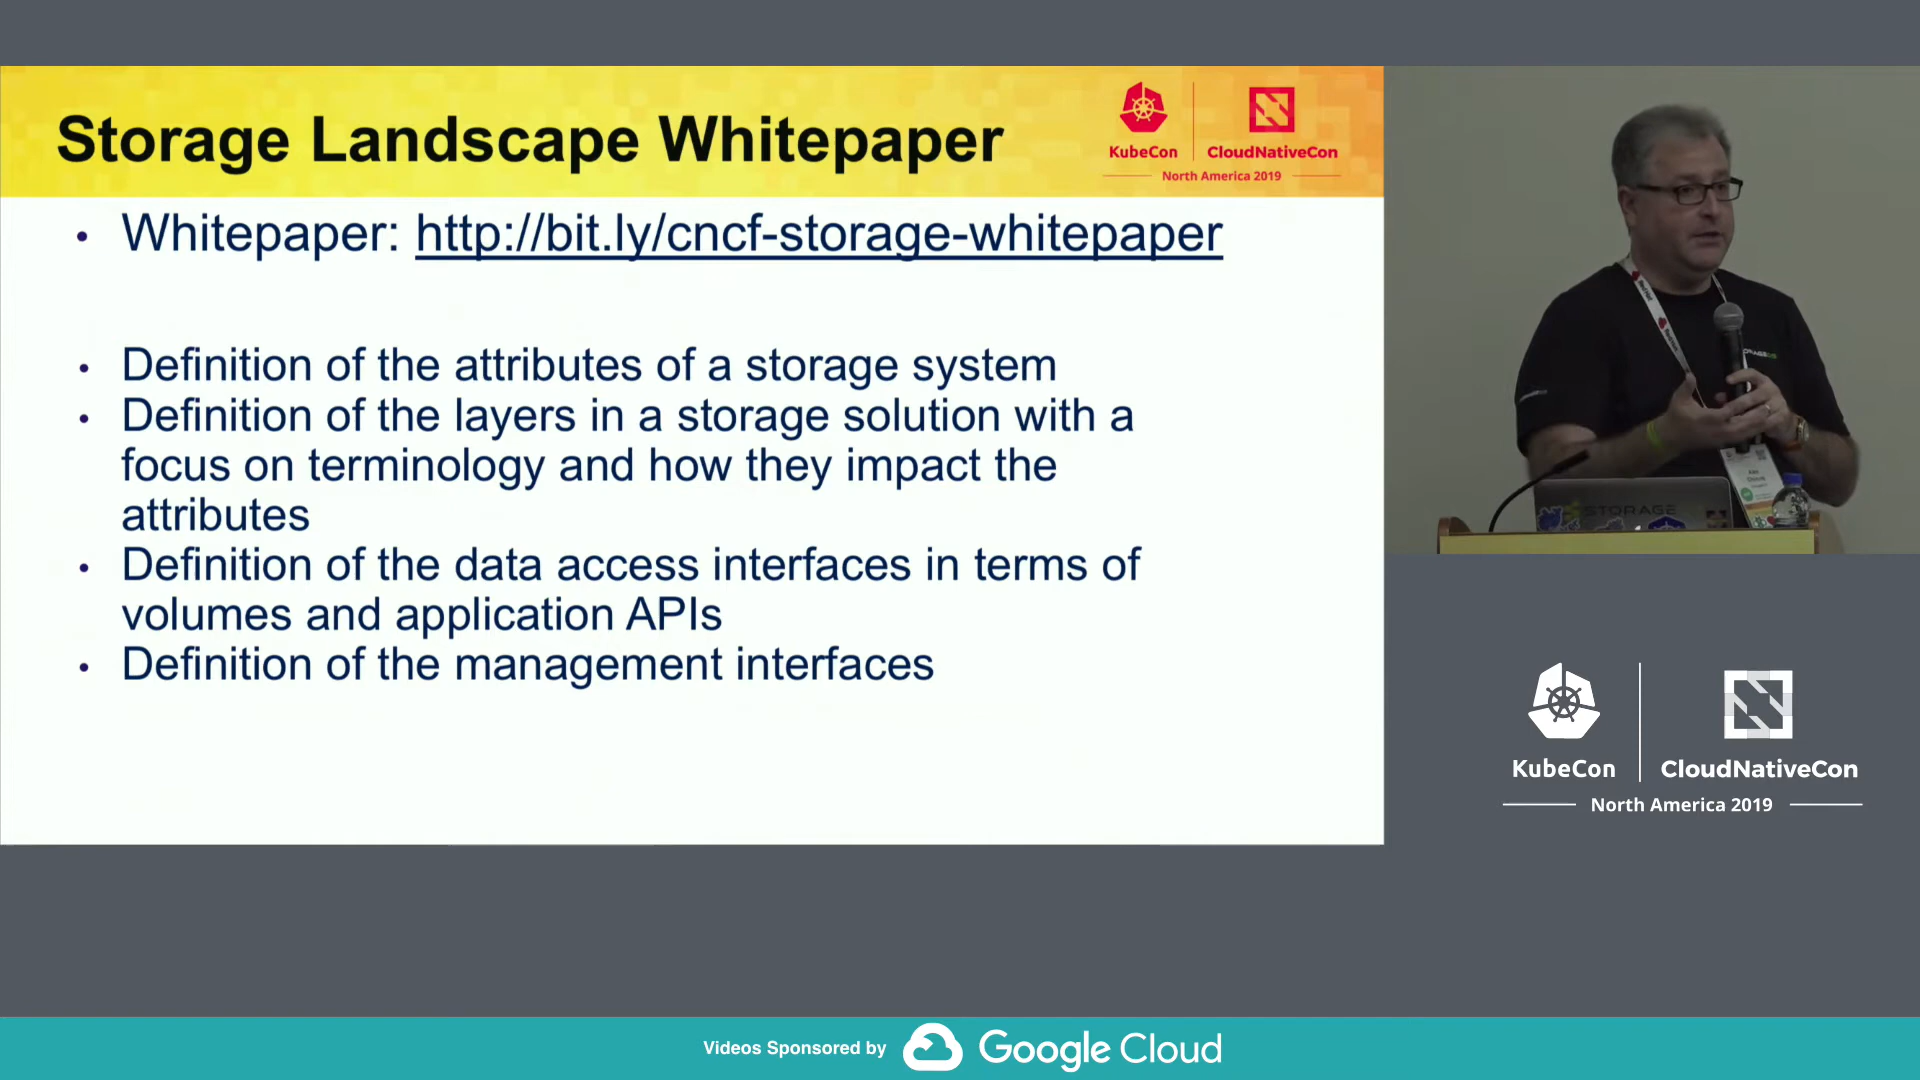 Storage Landscape Whitepaper
KubeCon
CloudNativeCon
North America 2019
• Whitepaper: http://bit.ly/cncf-storage-whitepaper
• Definition of the attributes of a storage system
• Definition of the layers in a storage solution with a
focus on terminology and how they impact the
attributes
• Definition of the data access interfaces in terms of
volumes and application APIs
• Definition of the management interfaces
STORAGE
KubeCon
CloudNativeCon
North America 2019
Videos Sponsored by
Google Cloud